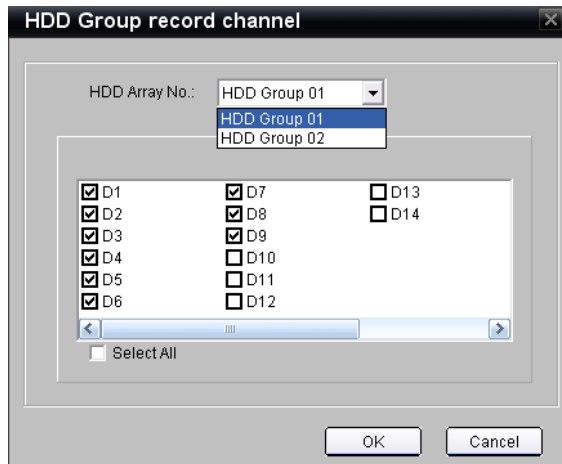 HDD Group record channel
HDD Array No.: HDD Group 01
HDD Group 01
HDD Group 02
D1 D7 D13
D2 D8 D14
D3 D9
D4 D10
D5 D11
D6 D12
Select All
OK Cancel